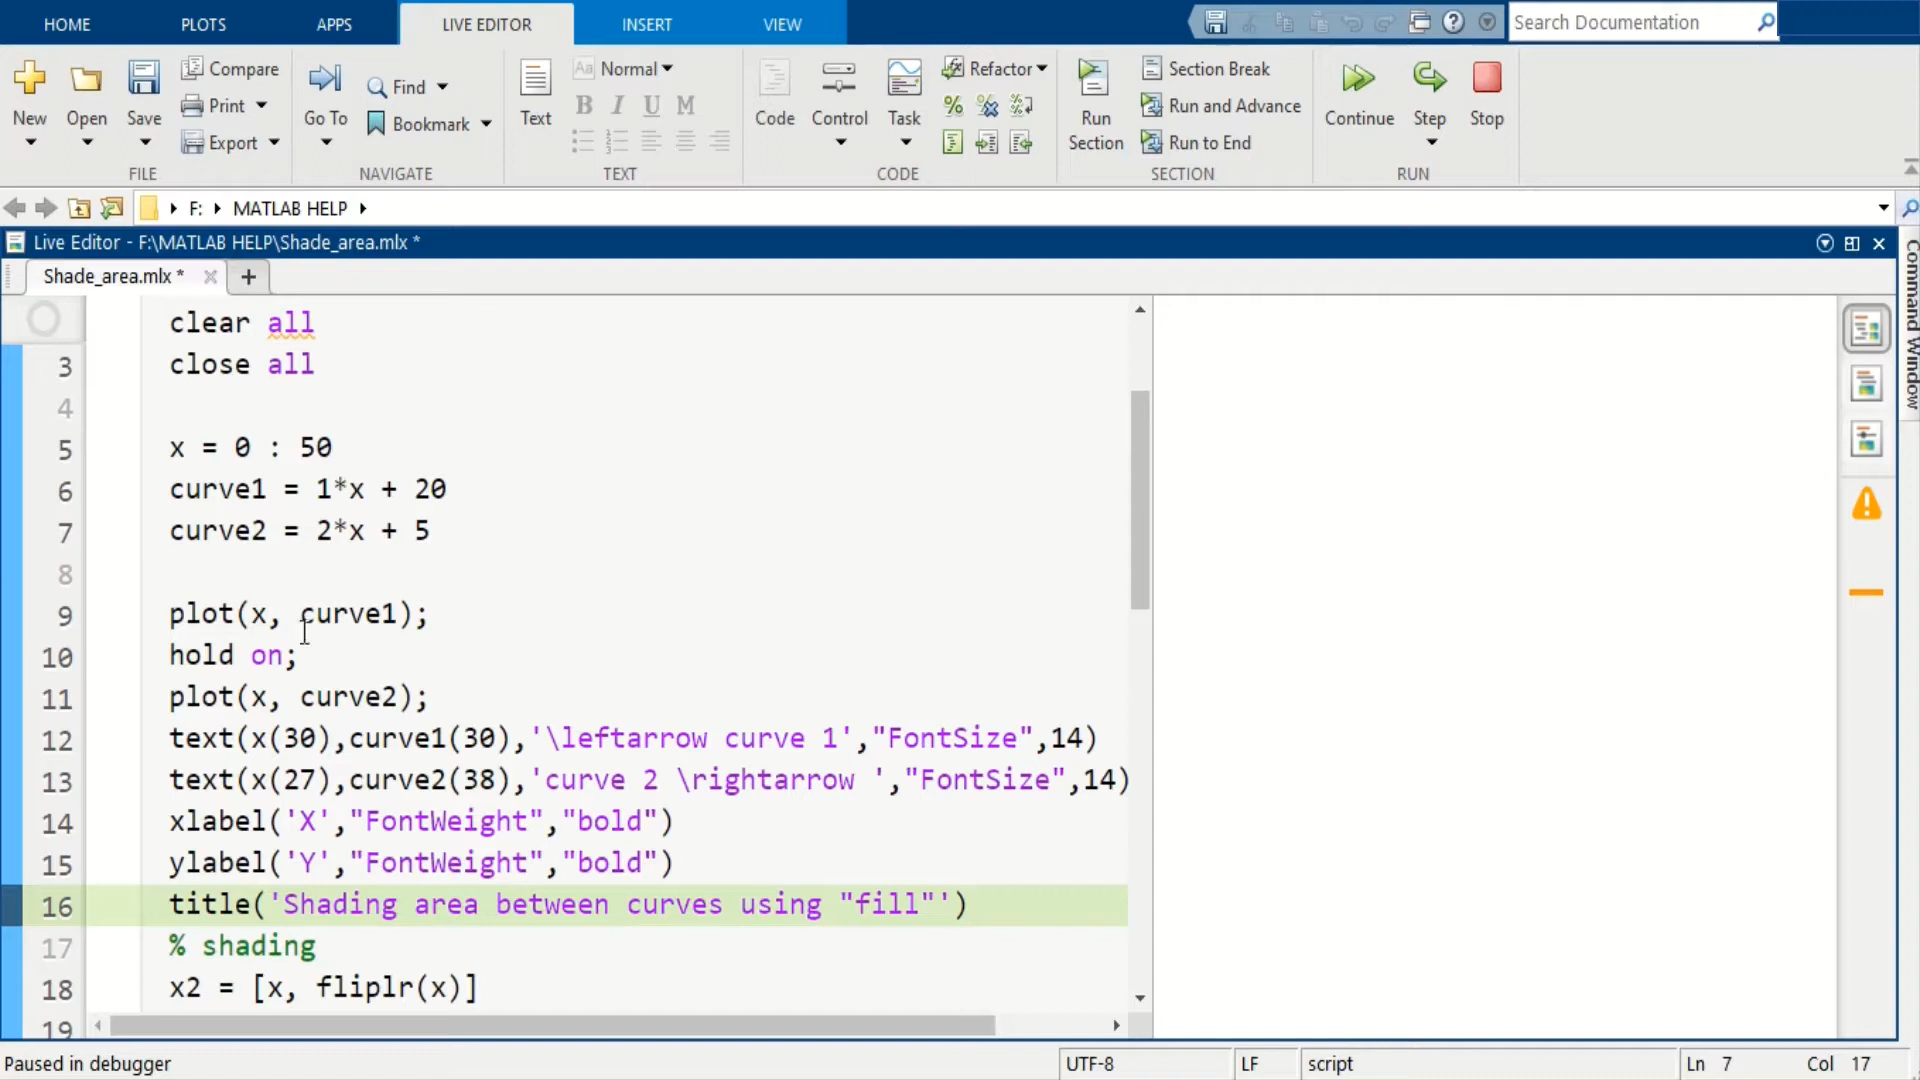 HOME PLOTS APPS LIVE EDITOR INSERT VIEW Search Documentation
New Open Save Compare Print Export Go To Find Bookmark Text Aa Normal B I U M Code Control Task Refactor Run Section Section Break Run and Advance Run to End Continue Step Stop
FILE NAVIGATE TEXT CODE SECTION RUN
F: MATLAB HELP
Live Editor - F:\MATLAB HELP\Shade_area.mlx *
Shade_area.mlx * +
Command Window
clear all
3 close all
4
5 x = 0 : 50
6 curve1 = 1*x + 20
7 curve2 = 2*x + 5
8
9 plot(x, curve1);
10 hold on;
11 plot(x, curve2);
12 text(x(30),curve1(30),'\leftarrow curve 1',"FontSize",14)
13 text(x(27),curve2(38),'curve 2 \rightarrow ',"FontSize",14)
14 xlabel('X',"FontWeight","bold")
15 ylabel('Y',"FontWeight","bold")
16 title('Shading area between curves using "fill"')
17 % shading
18 x2 = [x, fliplr(x)]
19
Paused in debugger UTF-8 LF script Ln 7 Col 17